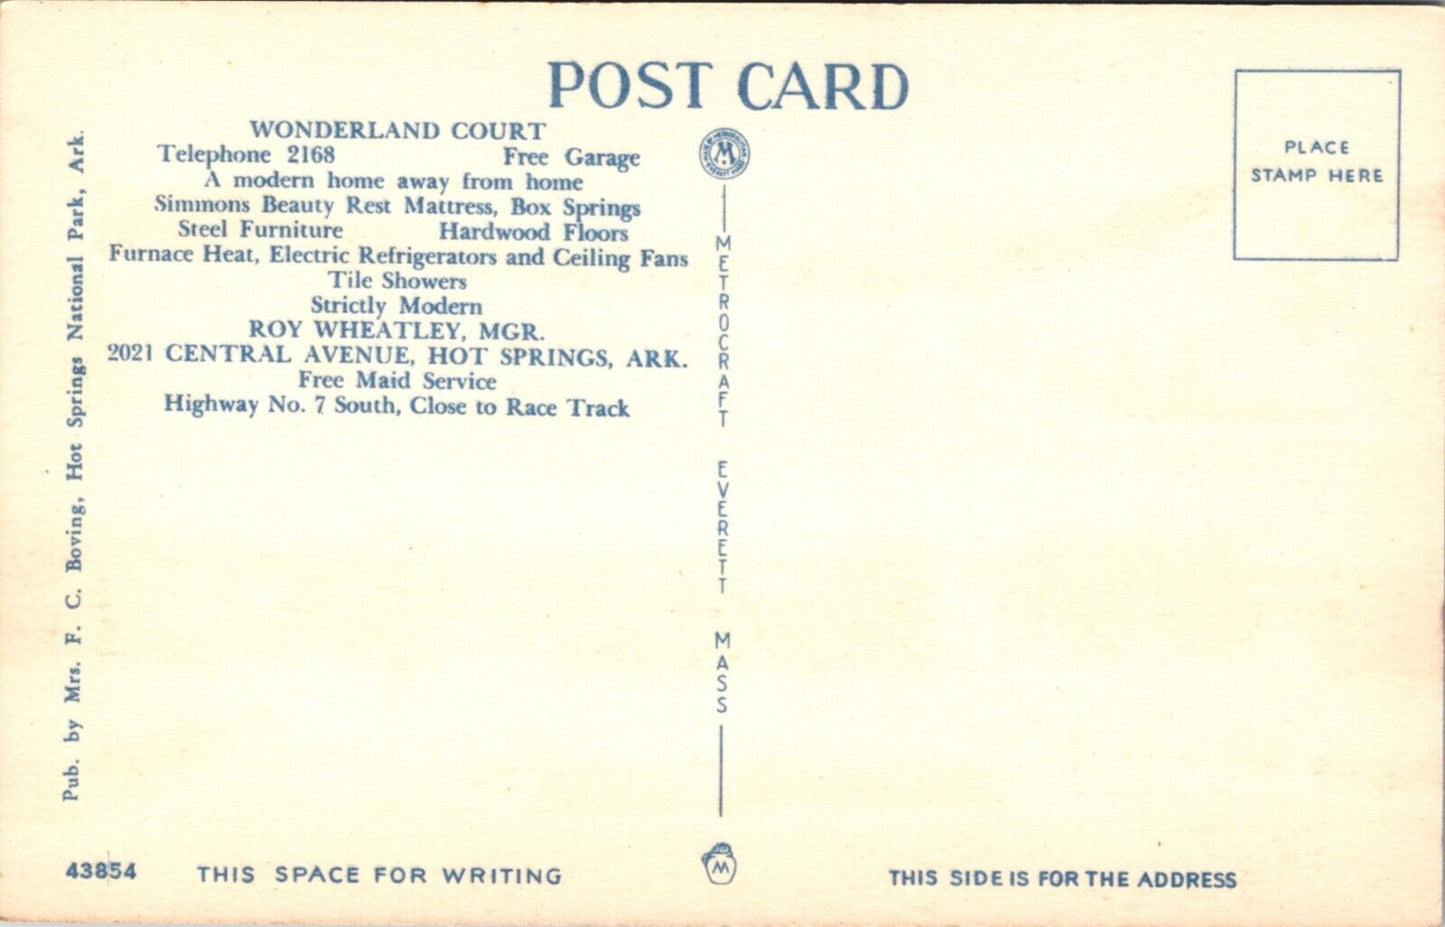 POST CARD
WONDERLAND COURT
Telephone 2168 Free Garage
A modern home away from home
Simmons Beauty Rest Mattress, Box Springs
Steel Furniture Hardwood Floors
Furnace Heat, Electric Refrigerators and Ceiling Fans
Tile Showers
Strictly Modern
ROY WHEATLEY, MGR.
2021 CENTRAL AVENUE, HOT SPRINGS, ARK.
Free Maid Service
Highway No. 7 South, Close to Race Track
Pub. by Mrs. F. C. Boving, Hot Springs National Park, Ark.
M
METROCRAFT EVERETT MASS
M
PLACE
STAMP HERE
43854 THIS SPACE FOR WRITING
THIS SIDE IS FOR THE ADDRESS